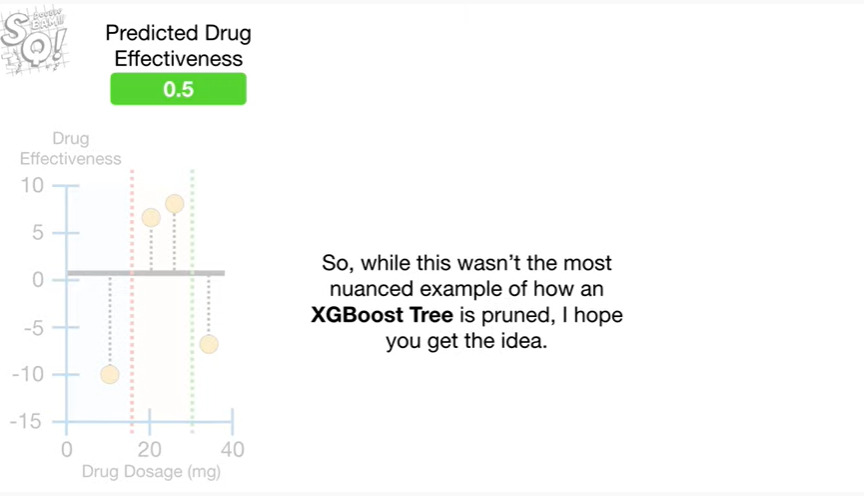 Predicted Drug
Effectiveness
0.5
Drug
Effectiveness
10
5
0
-5
-10
-15
0 20 40
Drug Dosage (mg)
So, while this wasn't the most
nuanced example of how an
XGBoost Tree is pruned, I hope
you get the idea.